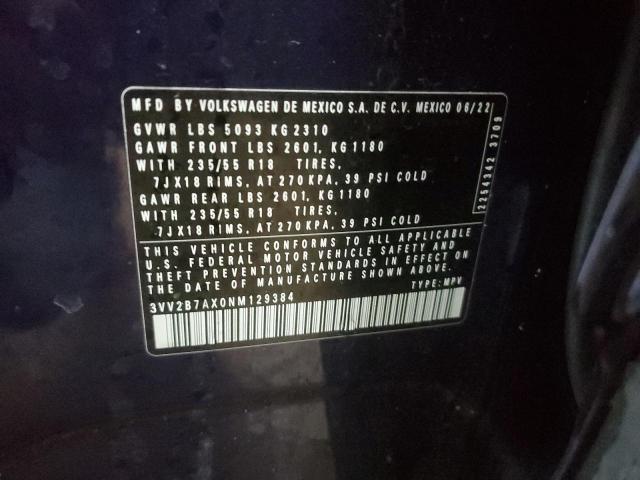 MFD BY VOLKSWAGEN DE MEXICO S.A. DE C.V. MEXICO 06/22
GVWR LBS 5093 KG 2310
GAWR FRONT LBS 2601, KG 1180
WITH 235/55 R18 TIRES,
7JX18 RIMS, AT 270 KPA, 39 PSI COLD
GAWR REAR LBS 2601, KG 1180
WITH 235/55 R18 TIRES,
7JX18 RIMS, AT 270 KPA, 39 PSI COLD
2254342 3709
THIS VEHICLE CONFORMS TO ALL APPLICABLE
U.S. FEDERAL MOTOR VEHICLE SAFETY AND
THEFT PREVENTION STANDARDS IN EFFECT ON
THE DATE OF MANUFACTURE SHOWN ABOVE.
3VV2B7AX0NM129384 TYPE: MPV